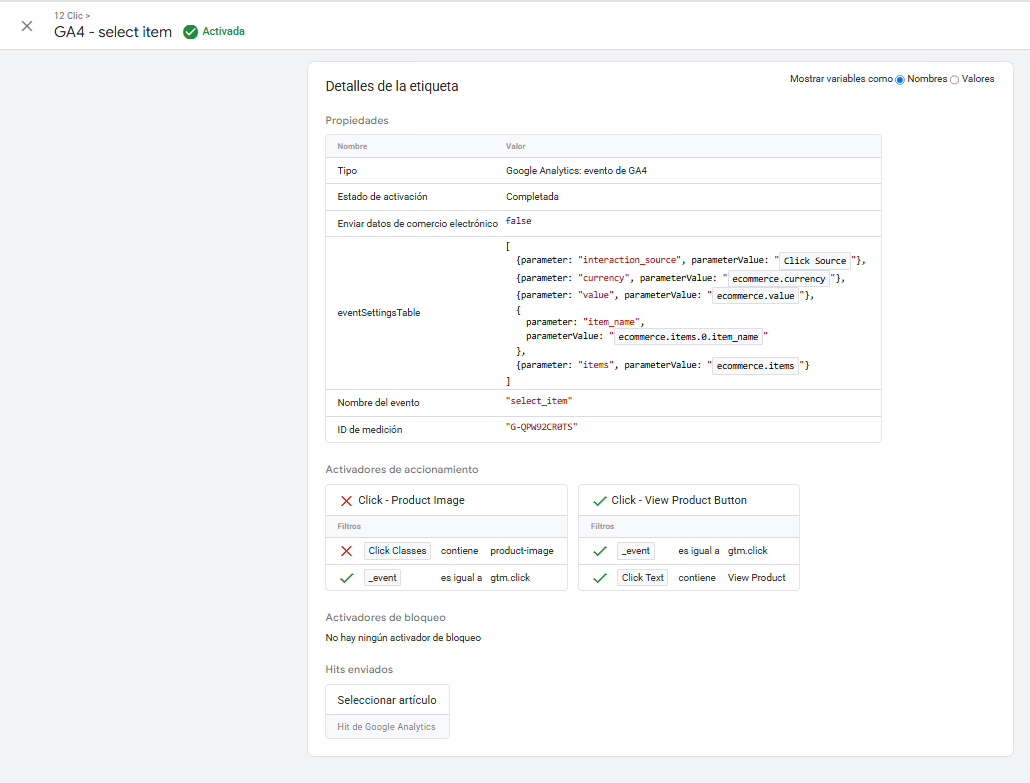 12 Clic >
GA4 - select item Activada
Detalles de la etiqueta
Mostrar variables como Nombres Valores
Propiedades
Nombre Valor
Tipo Google Analytics: evento de GA4
Estado de activación Completada
Enviar datos de comercio electrónico false
eventSettingsTable
[
{parameter: "interaction_source", parameterValue: "Click Source"},
{parameter: "currency", parameterValue: "ecommerce.currency"},
{parameter: "value", parameterValue: "ecommerce.value"},
{
parameter: "item_name",
parameterValue: "ecommerce.items.0.item_name"
},
{parameter: "items", parameterValue: "ecommerce.items"}
]
Nombre del evento "select_item"
ID de medición "G-QPW92CR0TS"
Activadores de accionamiento
Click - Product Image
Filtros
Click Classes contiene product-image
_event es igual a gtm.click
Click - View Product Button
Filtros
_event es igual a gtm.click
Click Text contiene View Product
Activadores de bloqueo
No hay ningún activador de bloqueo
Hits enviados
Seleccionar artículo
Hit de Google Analytics